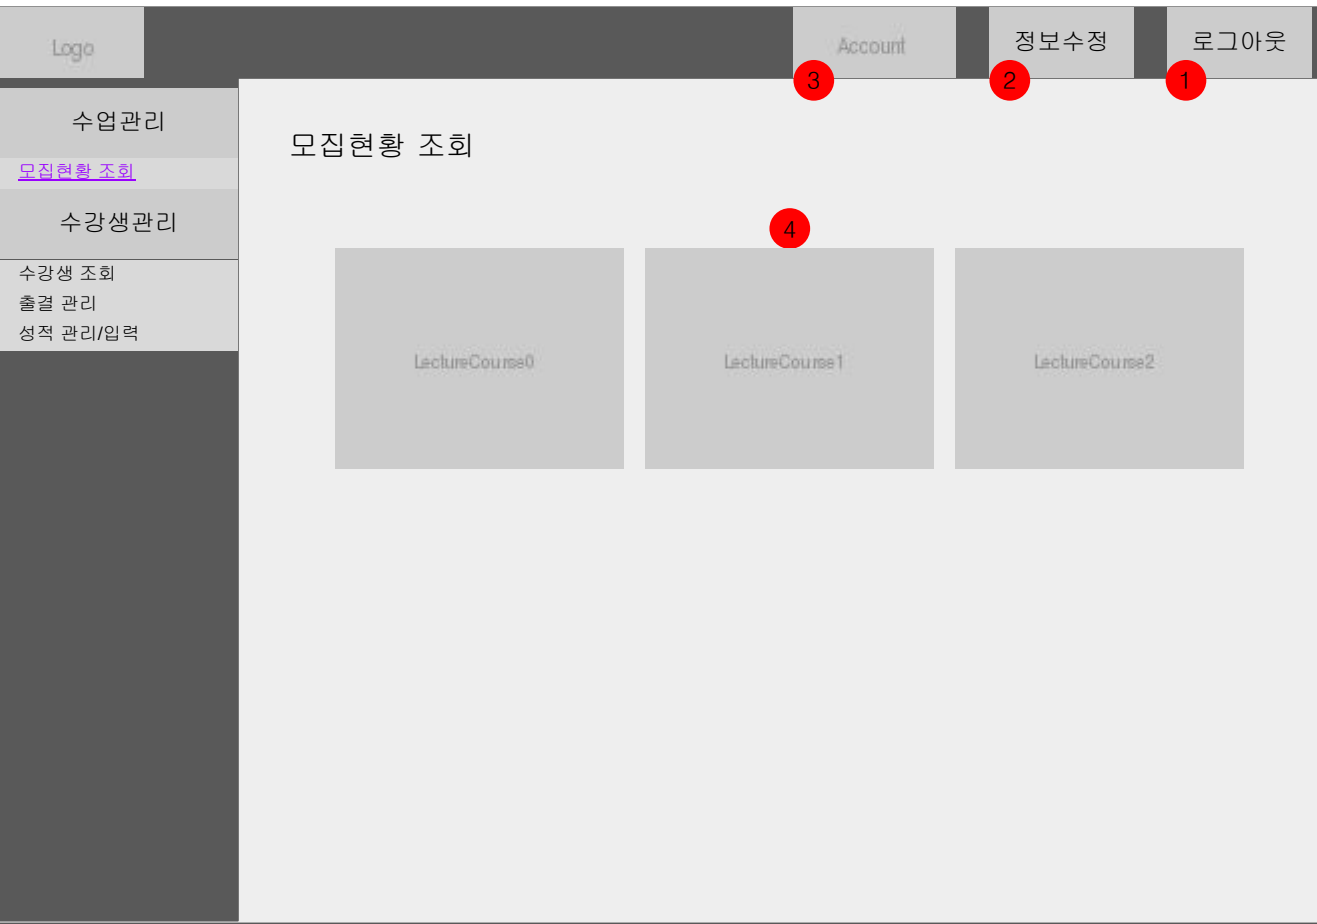 Logo
Account
정보수정
로그아웃
3
2
1
수업관리
모집현황 조회
수강생관리
수강생 조회
출결 관리
성적 관리/입력
모집현황 조회
4
LectureCourse0
LectureCourse1
LectureCourse2